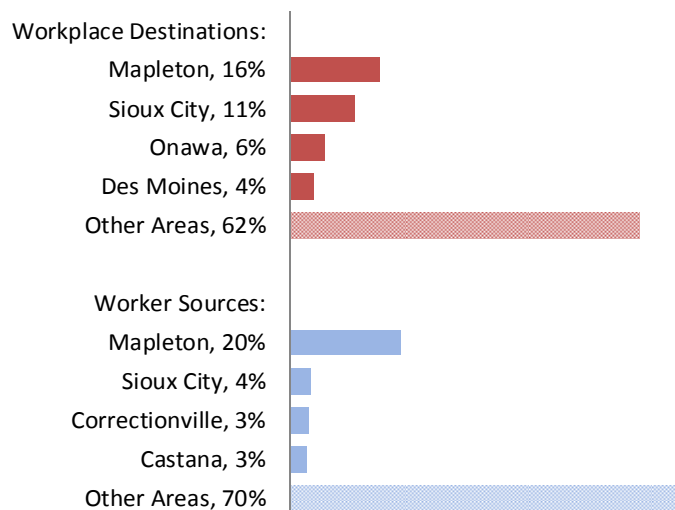 Workplace Destinations:
Mapleton, 16%
Sioux City, 11%
Onawa, 6%
Des Moines, 4%
Other Areas, 62%
Worker Sources:
Mapleton, 20%
Sioux City, 4%
Correctionville, 3%
Castana, 3%
Other Areas, 70%